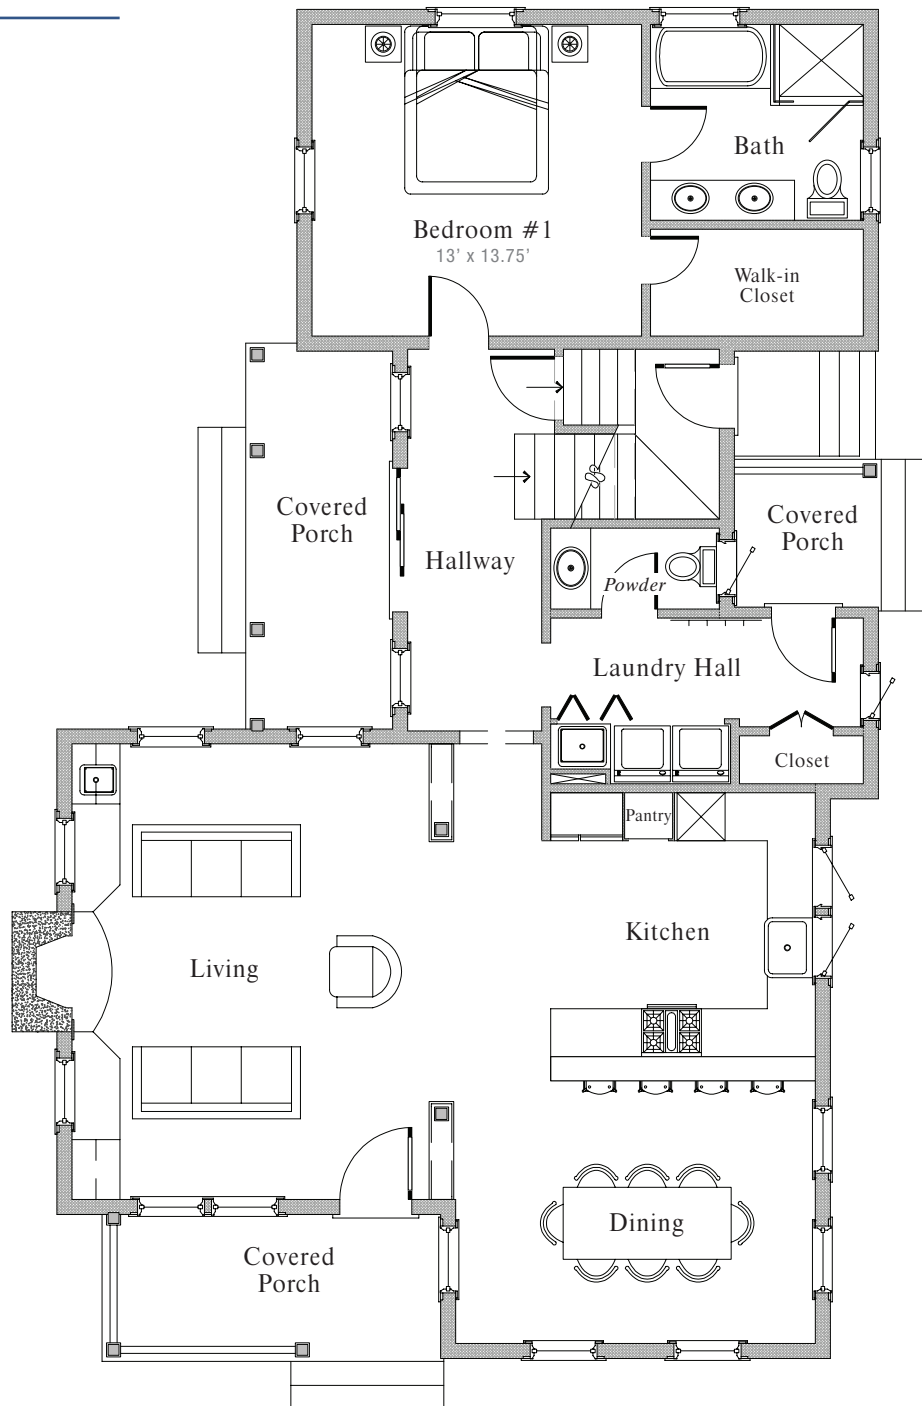 Bath
Bedroom #1
13' x 13.75'
Walk-in
Closet
Covered
Porch
Covered
Porch
Hallway
Powder
Laundry Hall
Closet
Pantry
Kitchen
Living
Dining
Covered
Porch